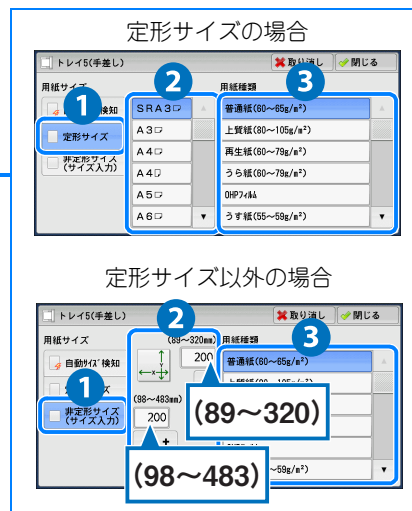 定形サイズの場合
トレイ5(手差し)
取り消し
閉じる
用紙サイズ
用紙種類
1
2
3
検知
定形サイズ
非定形サイズ
(サイズ入力)
SRA3
A3
A4
A4
A5
A6
普通紙(60～65g/m²)
上質紙(80～105g/m²)
再生紙(60～79g/m²)
うら紙(60～79g/m²)
OHPフィルム
うす紙(55～59g/m²)
定形サイズ以外の場合
トレイ5(手差し)
取り消し
閉じる
用紙サイズ
(89～320mm)
用紙種類
1
2
3
自動サイズ検知
非定形サイズ
(サイズ入力)
Y
X
200
(98～483mm)
200
+
普通紙(60～65g/m²)
(89～320)
(98～483)
～59g/m²)